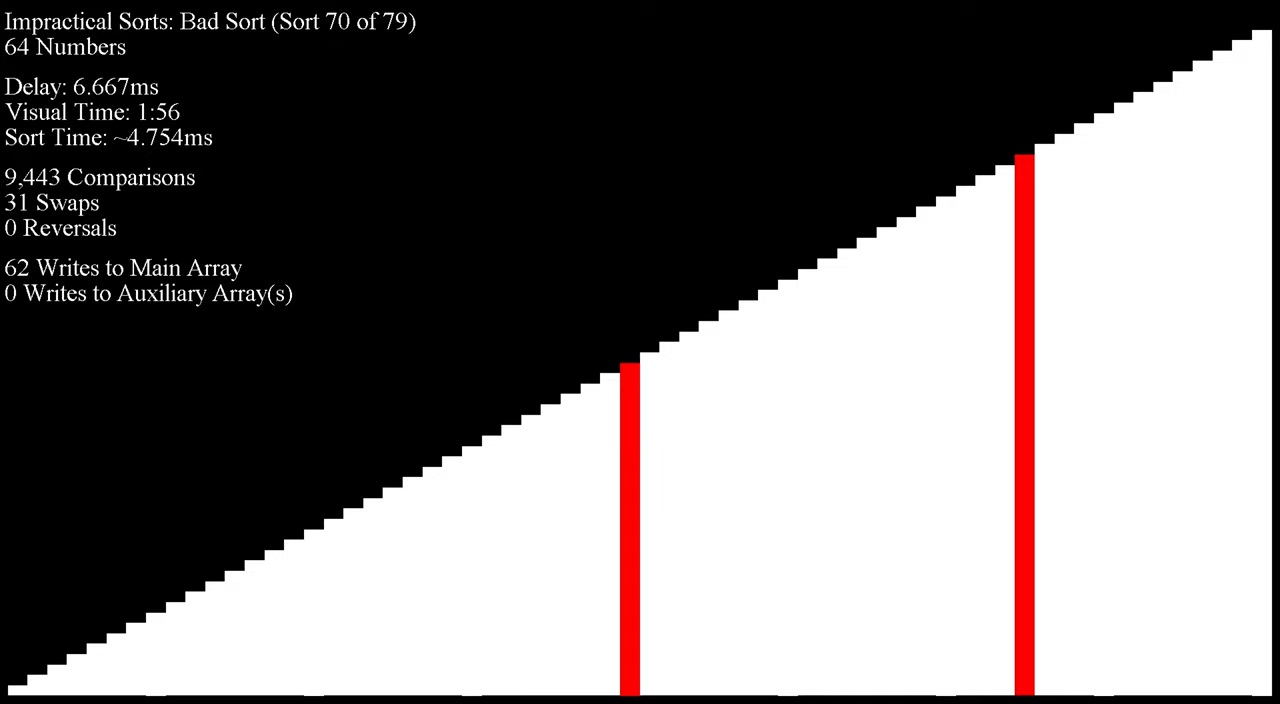 Impractical Sorts: Bad Sort (Sort 70 of 79)
64 Numbers
Delay: 6.667ms
Visual Time: 1:56
Sort Time: ~4.754ms
9,443 Comparisons
31 Swaps
0 Reversals
62 Writes to Main Array
0 Writes to Auxiliary Array(s)